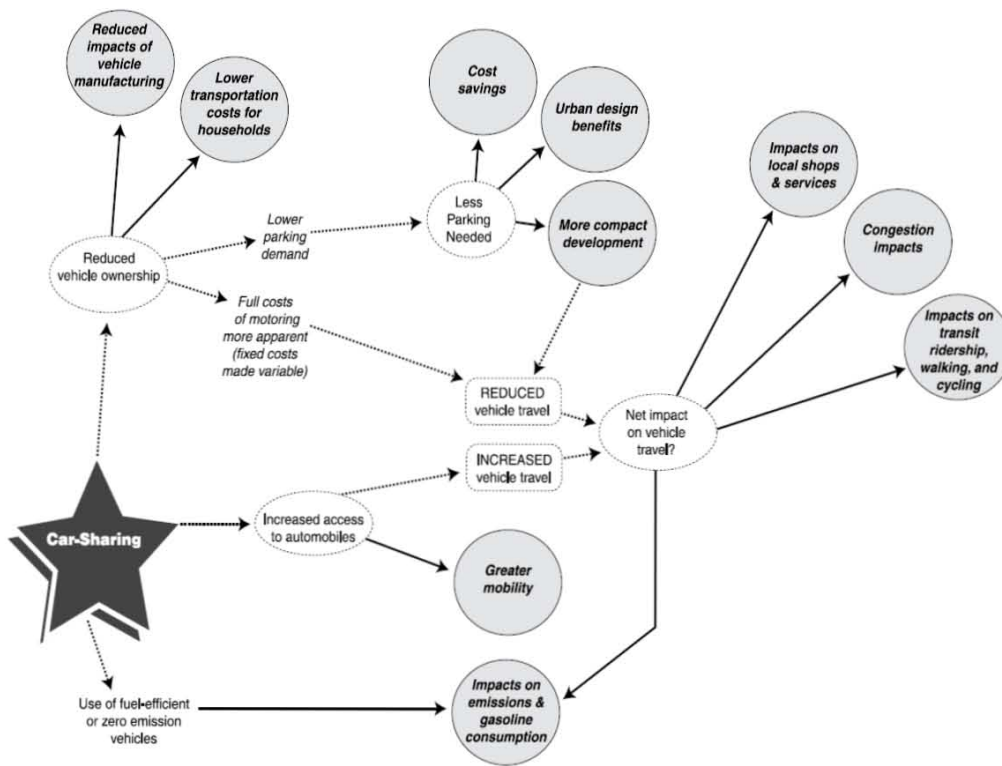 Reduced
impacts of
vehicle
manufacturing
Lower
transportation
costs for
households
Cost
savings
Urban design
benefits
Impacts on
local shops
& services
Less
Parking
Needed
More compact
development
Congestion
impacts
Lower
parking
demand
Reduced
vehicle ownership
Full costs
of motoring
more apparent
(fixed costs
made variable)
Impacts on
transit
ridership,
walking, and
cycling
REDUCED
vehicle travel
Net impact
on vehicle
travel?
INCREASED
vehicle travel
Car-Sharing
Increased access
to automobiles
Greater
mobility
Use of fuel-efficient
or zero emission
vehicles
Impacts on
emissions &
gasoline
consumption